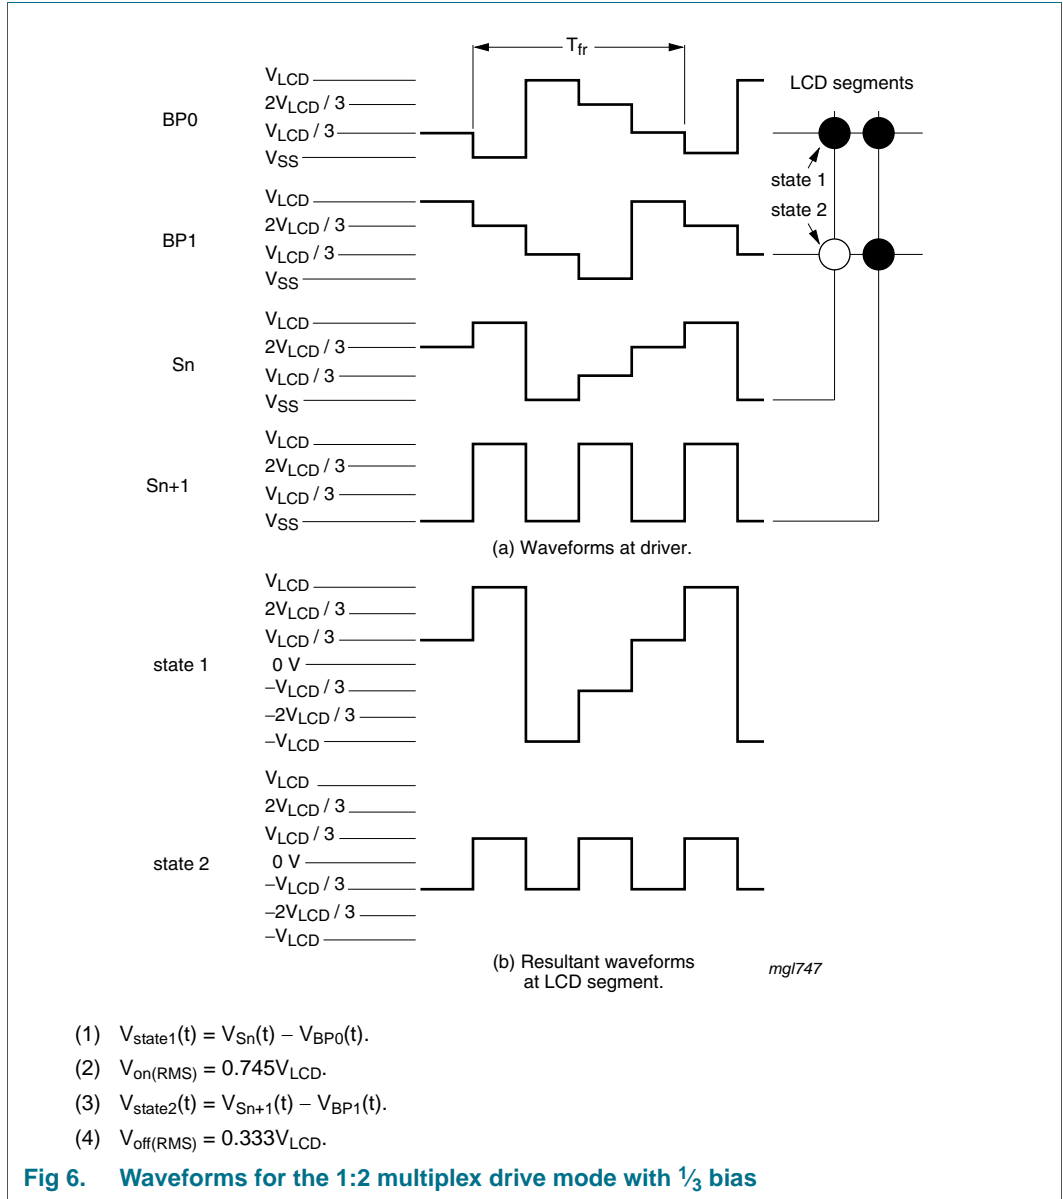 T_fr
BP0
V_LCD
2V_LCD / 3
V_LCD / 3
V_SS
LCD segments
state 1
state 2
BP1
V_LCD
2V_LCD / 3
V_LCD / 3
V_SS
Sn
V_LCD
2V_LCD / 3
V_LCD / 3
V_SS
Sn+1
V_LCD
2V_LCD / 3
V_LCD / 3
V_SS
(a) Waveforms at driver.
state 1
V_LCD
2V_LCD / 3
V_LCD / 3
0 V
−V_LCD / 3
−2V_LCD / 3
−V_LCD
state 2
V_LCD
2V_LCD / 3
V_LCD / 3
0 V
−V_LCD / 3
−2V_LCD / 3
−V_LCD
(b) Resultant waveforms
at LCD segment.
mgl747
(1) V_state1(t) = V_Sn(t) − V_BP0(t).
(2) V_on(RMS) = 0.745V_LCD.
(3) V_state2(t) = V_Sn+1(t) − V_BP1(t).
(4) V_off(RMS) = 0.333V_LCD.
Fig 6. Waveforms for the 1:2 multiplex drive mode with 1⁄3 bias